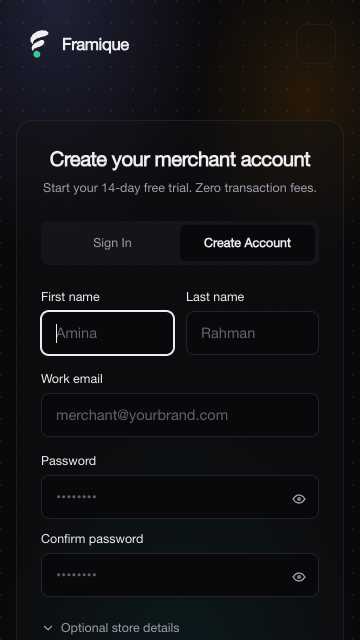 Framique
Create your merchant account
Start your 14-day free trial. Zero transaction fees.
Sign In
Create Account
First name
Last name
Amina
Rahman
Work email
merchant@yourbrand.com
Password
••••••••
Confirm password
••••••••
Optional store details